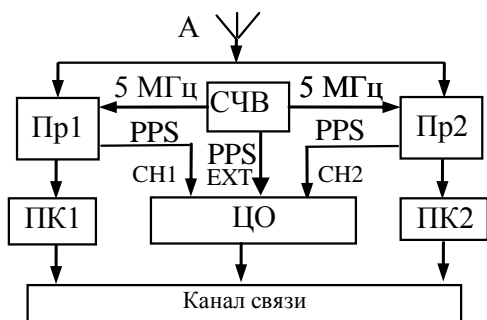 А
5 МГц СЧВ 5 МГц
Пр1 Пр2
PPS PPS PPS
CH1 EXT CH2
ПК1 ЦО ПК2
Канал связи